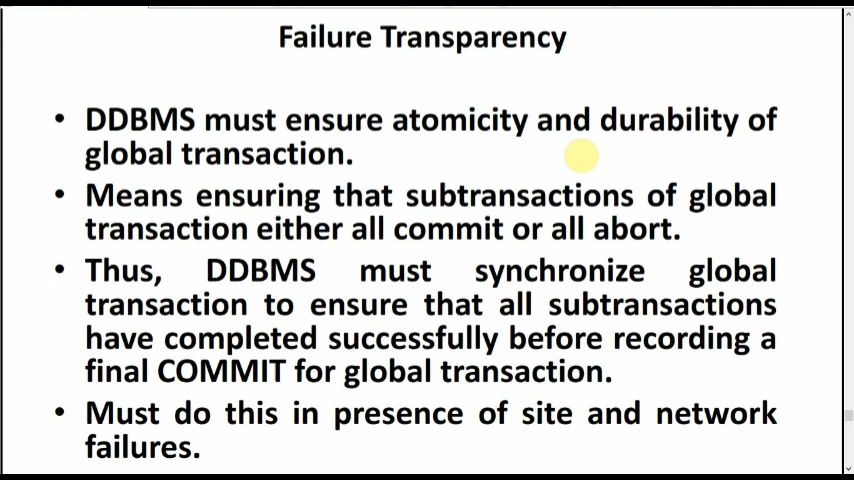 Failure Transparency
• DDBMS must ensure atomicity and durability of
global transaction.
• Means ensuring that subtransactions of global
transaction either all commit or all abort.
• Thus, DDBMS must synchronize global
transaction to ensure that all subtransactions
have completed successfully before recording a
final COMMIT for global transaction.
• Must do this in presence of site and network
failures.